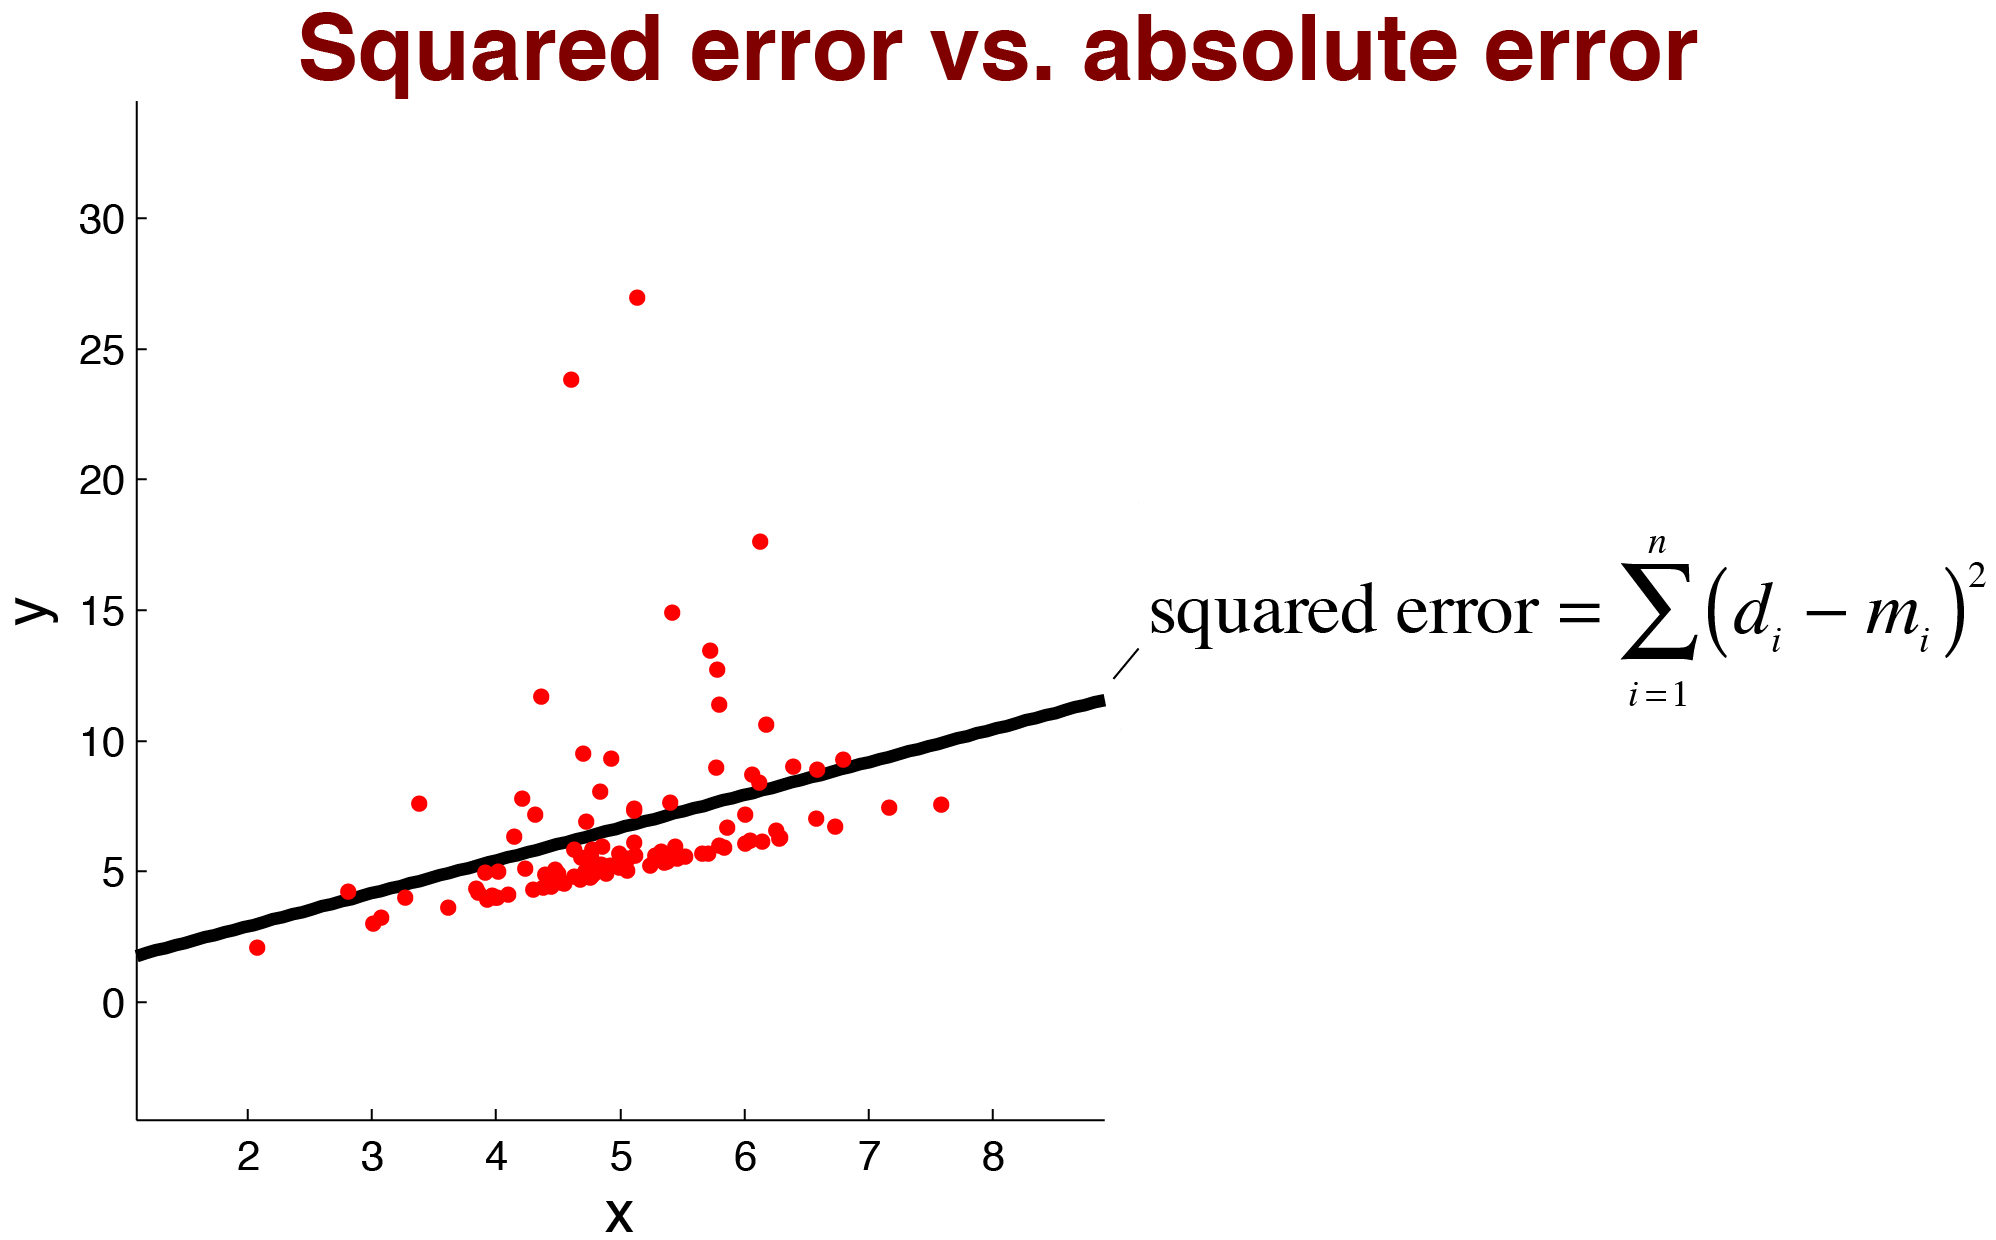 Squared error vs. absolute error
30
25
20
15
10
5
0
y
squared error = \sum_{i=1}^{n} (d_i − m_i)^2
2 3 4 5 6 7 8
x